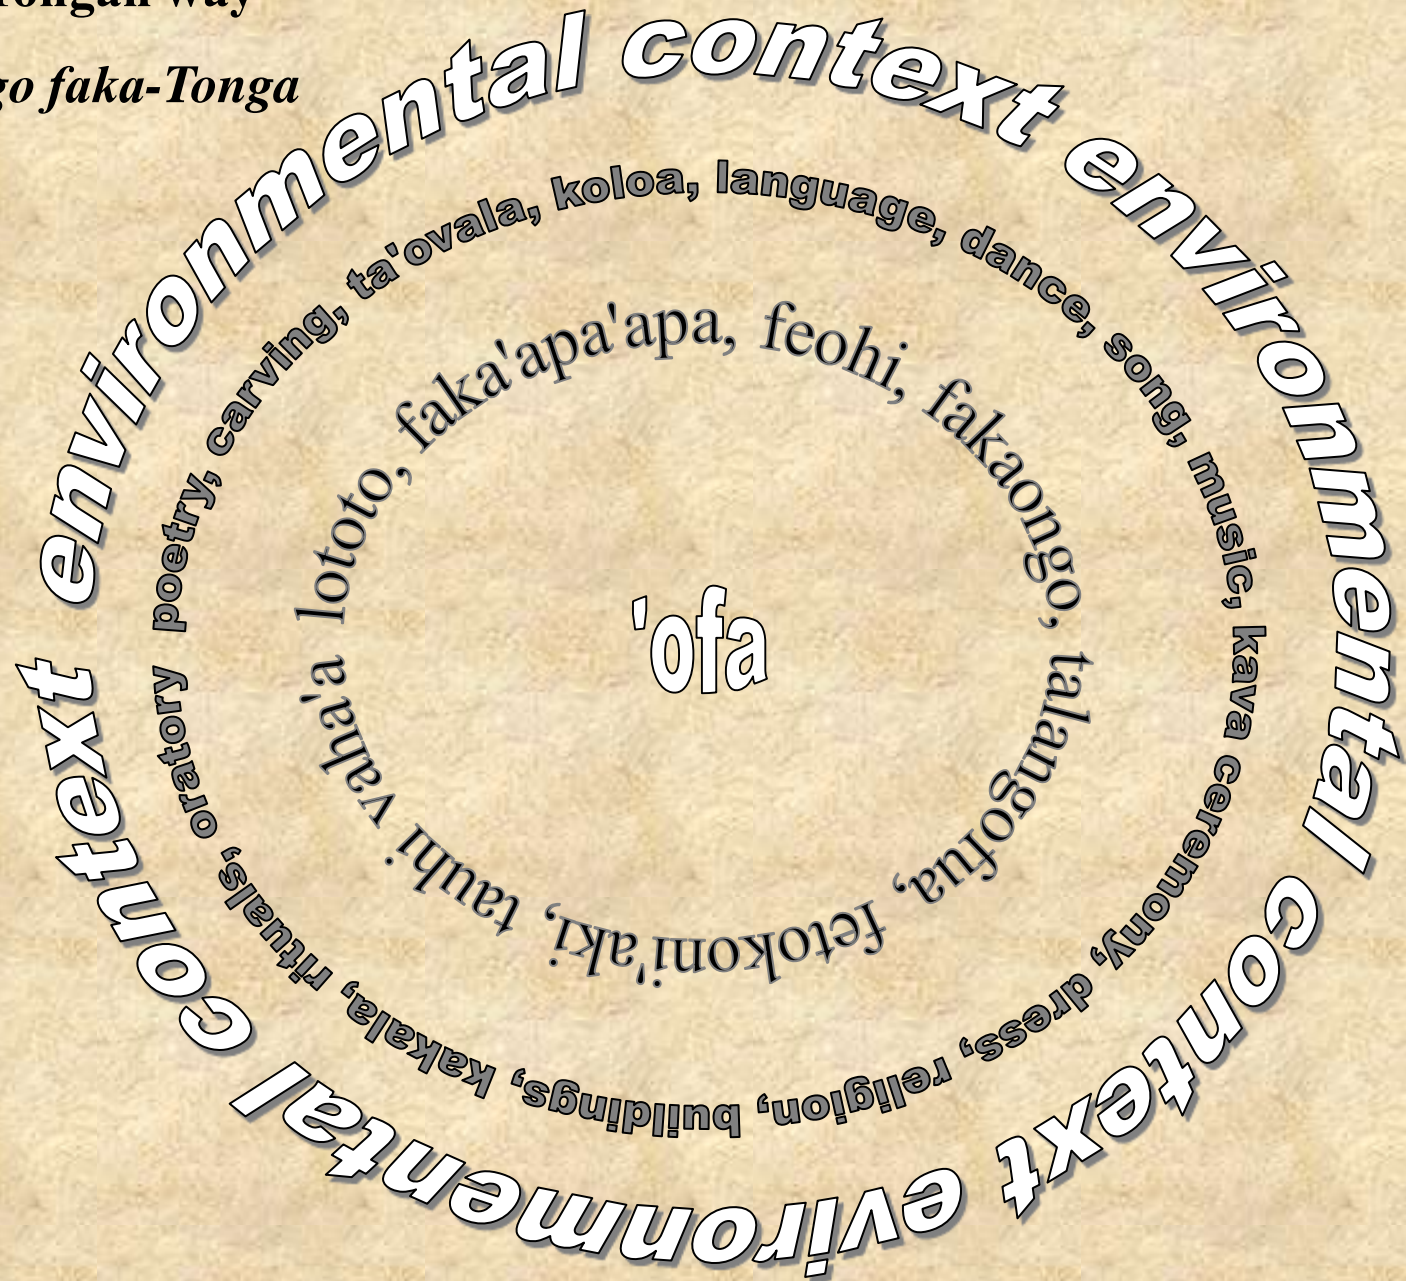 ongan way
go faka-Tonga
environmental context environmental context evironmental context
poetry, carving, ta'ovala, koloa, language, dance, song, music, kava ceremony, dress, religion, buildings, kakala, rituals, oratory
lototo, faka'apa'apa, feohi, fakaongo, talangofua, fetokoni'aki, tauhi vaha'a
'ofa